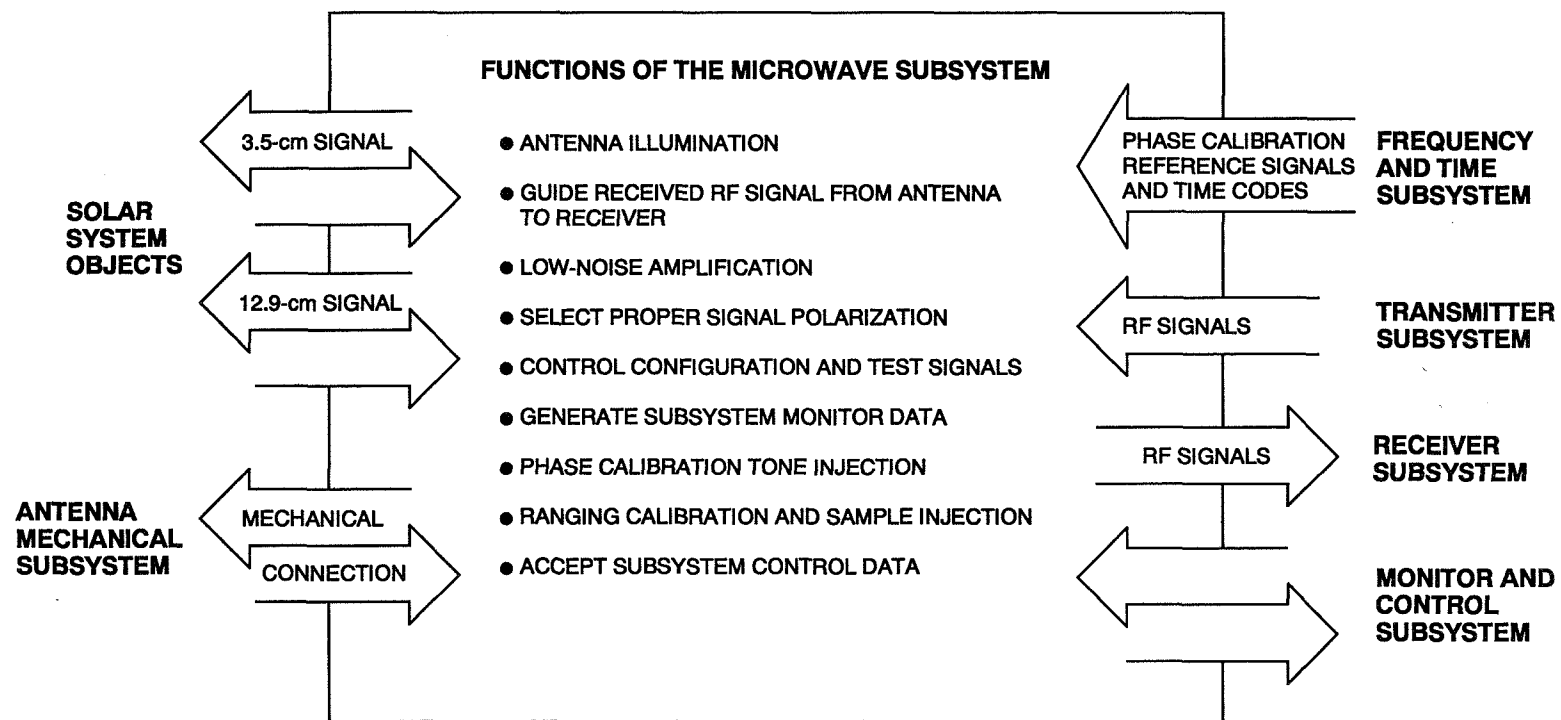 FUNCTIONS OF THE MICROWAVE SUBSYSTEM
3.5-cm SIGNAL
12.9-cm SIGNAL
SOLAR
SYSTEM
OBJECTS
MECHANICAL
CONNECTION
ANTENNA
MECHANICAL
SUBSYSTEM
● ANTENNA ILLUMINATION
● GUIDE RECEIVED RF SIGNAL FROM ANTENNA
TO RECEIVER
● LOW-NOISE AMPLIFICATION
● SELECT PROPER SIGNAL POLARIZATION
● CONTROL CONFIGURATION AND TEST SIGNALS
● GENERATE SUBSYSTEM MONITOR DATA
● PHASE CALIBRATION TONE INJECTION
● RANGING CALIBRATION AND SAMPLE INJECTION
● ACCEPT SUBSYSTEM CONTROL DATA
PHASE CALIBRATION
REFERENCE SIGNALS
AND TIME CODES
FREQUENCY
AND TIME
SUBSYSTEM
RF SIGNALS
TRANSMITTER
SUBSYSTEM
RF SIGNALS
RECEIVER
SUBSYSTEM
MONITOR AND
CONTROL
SUBSYSTEM